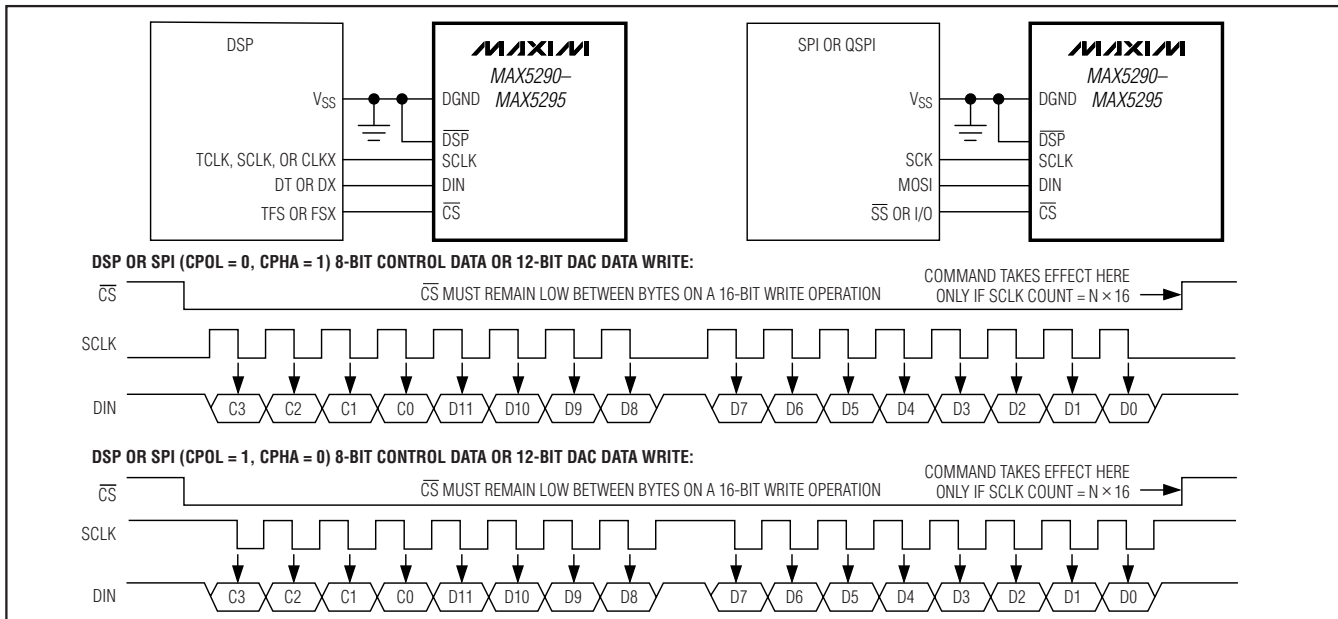 DSP
MAXIM
MAX5290–
MAX5295
VSS
DGND
DSP
TCLK, SCLK, OR CLKX
SCLK
DT OR DX
DIN
TFS OR FSX
CS
SPI OR QSPI
MAXIM
MAX5290–
MAX5295
VSS
DGND
DSP
SCK
SCLK
MOSI
DIN
SS OR I/O
CS
DSP OR SPI (CPOL = 0, CPHA = 1) 8-BIT CONTROL DATA OR 12-BIT DAC DATA WRITE:
CS
CS MUST REMAIN LOW BETWEEN BYTES ON A 16-BIT WRITE OPERATION
COMMAND TAKES EFFECT HERE
ONLY IF SCLK COUNT = N × 16
SCLK
DIN
C3 C2 C1 C0 D11 D10 D9 D8 D7 D6 D5 D4 D3 D2 D1 D0
DSP OR SPI (CPOL = 1, CPHA = 0) 8-BIT CONTROL DATA OR 12-BIT DAC DATA WRITE:
CS
CS MUST REMAIN LOW BETWEEN BYTES ON A 16-BIT WRITE OPERATION
COMMAND TAKES EFFECT HERE
ONLY IF SCLK COUNT = N × 16
SCLK
DIN
C3 C2 C1 C0 D11 D10 D9 D8 D7 D6 D5 D4 D3 D2 D1 D0